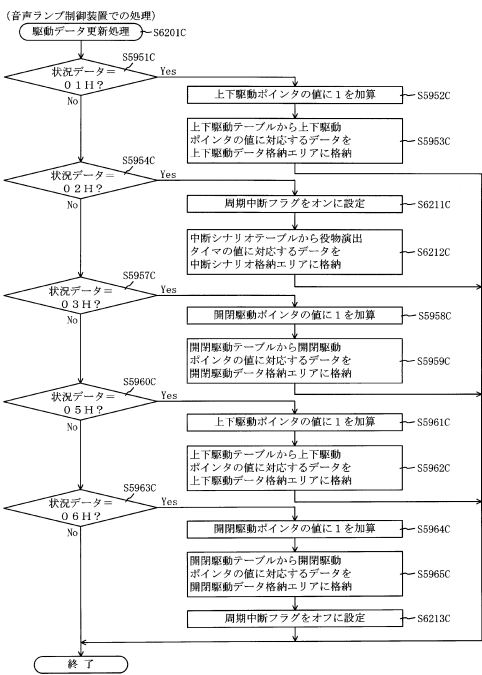 (音声ランプ制御装置での処理)
駆動データ更新処理
S6201C
S5951C
状況データ=
01H?
Yes
No
上下駆動ポインタの値に1を加算
S5952C
上下駆動テーブルから上下駆動
ポインタの値に対応するデータを
上下駆動データ格納エリアに格納
S5953C
S5954C
状況データ=
02H?
Yes
No
周期中断フラグをオンに設定
S6211C
中断シナリオテーブルから役物演出
タイマの値に対応するデータを
中断シナリオ格納エリアに格納
S6212C
S5957C
状況データ=
03H?
Yes
No
開閉駆動ポインタの値に1を加算
S5958C
開閉駆動テーブルから開閉駆動
ポインタの値に対応するデータを
開閉駆動データ格納エリアに格納
S5959C
S5960C
状況データ=
05H?
Yes
No
上下駆動ポインタの値に1を加算
S5961C
上下駆動テーブルから上下駆動
ポインタの値に対応するデータを
上下駆動データ格納エリアに格納
S5962C
S5963C
状況データ=
06H?
Yes
No
開閉駆動ポインタの値に1を加算
S5964C
開閉駆動テーブルから開閉駆動
ポインタの値に対応するデータを
開閉駆動データ格納エリアに格納
S5965C
周期中断フラグをオフに設定
S6213C
終了